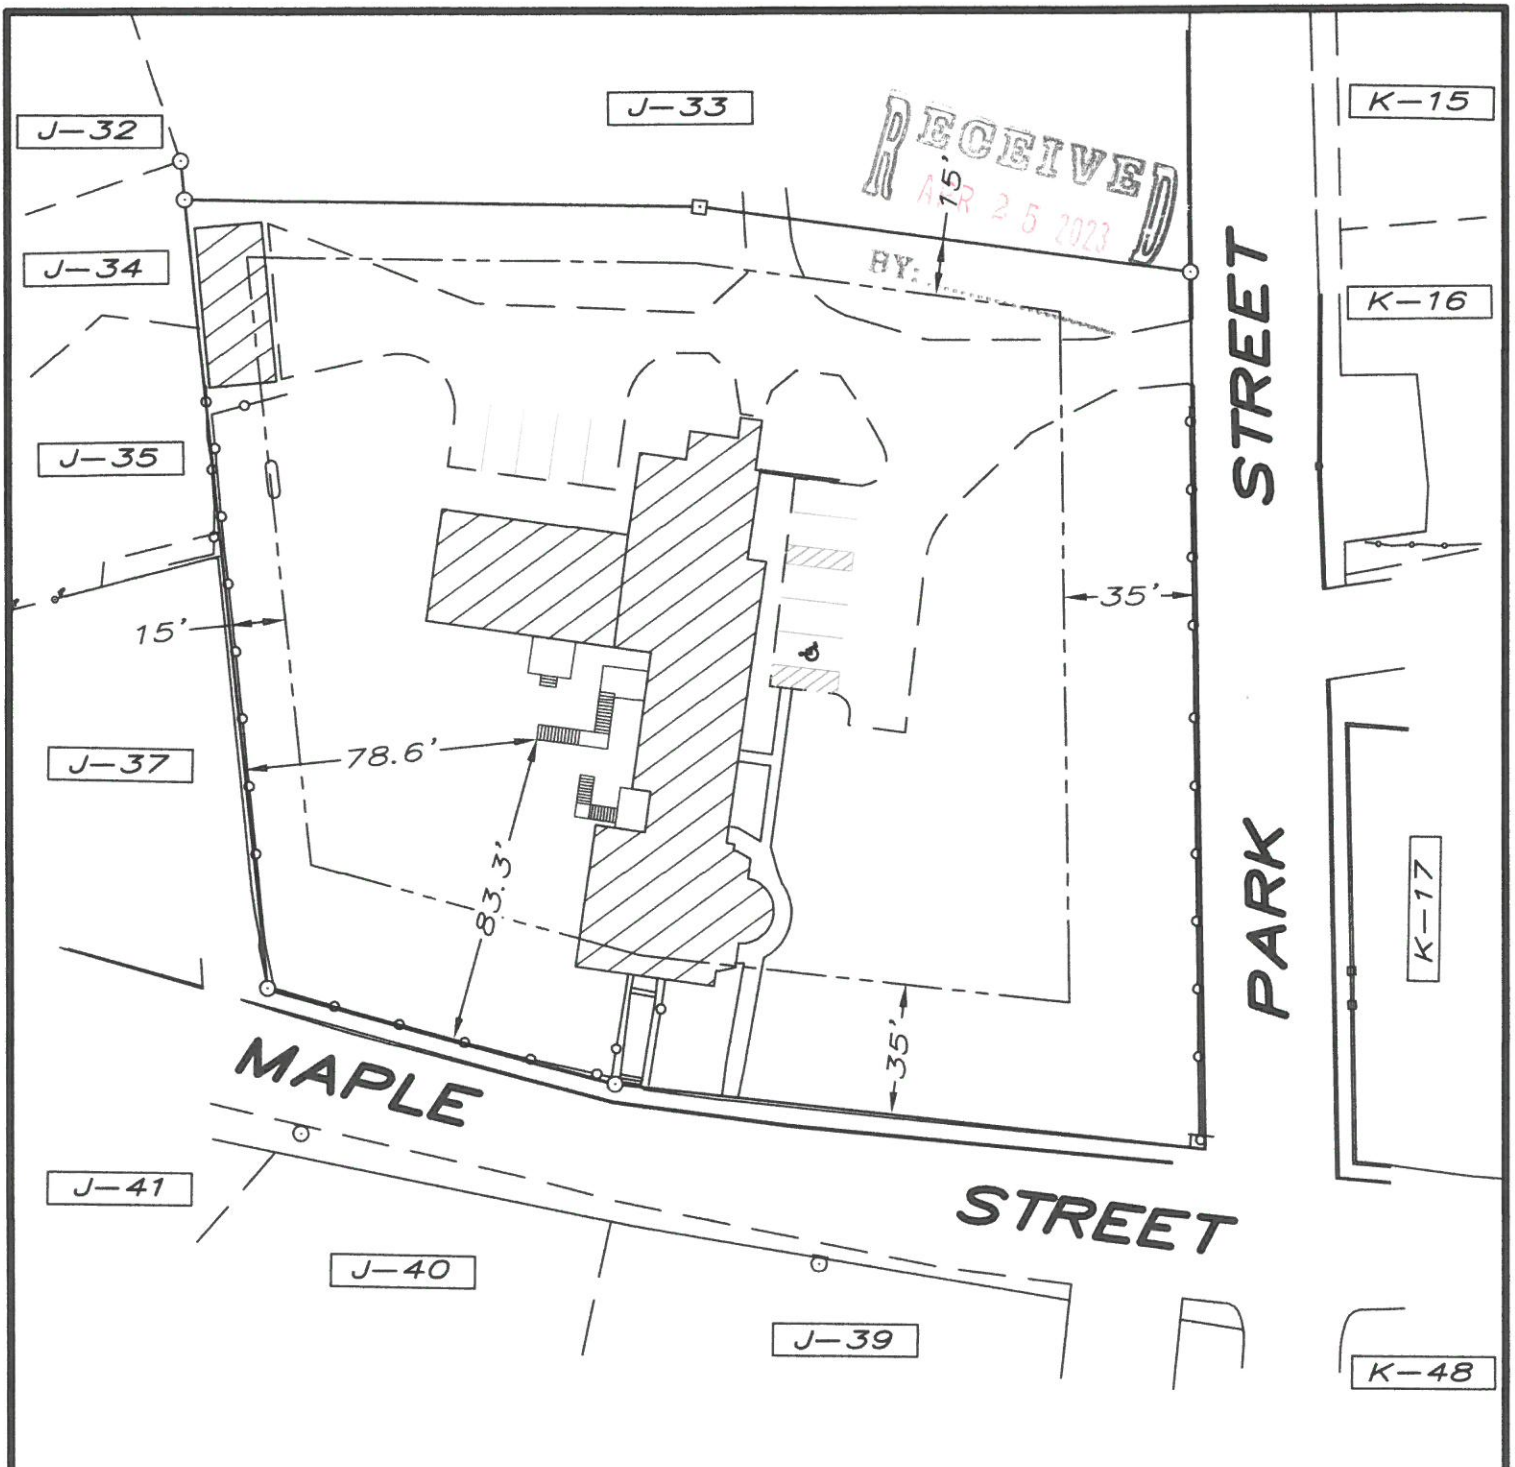 J-33
K-15
J-32
RECEIVED
APR 25 2023
BY:
15'
J-34
K-16
STREET
J-35
35'
15'
78.6'
J-37
83.3'
PARK
K-17
35'
MAPLE
J-41
STREET
J-40
J-39
K-48